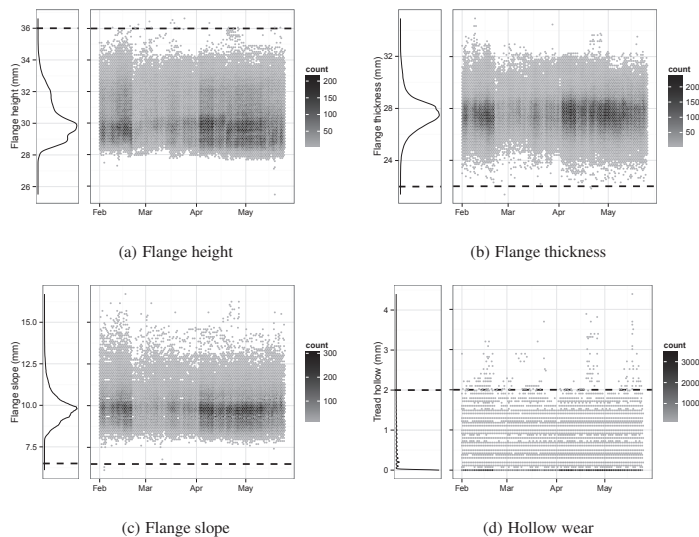 36
34
32
30
28
26
Flange height (mm)
Feb Mar Apr May
count
200
150
100
50
(a) Flange height
32
28
24
Flange thickness (mm)
Feb Mar Apr May
count
200
150
100
50
(b) Flange thickness
15.0
12.5
10.0
7.5
Flange slope (mm)
Feb Mar Apr May
count
300
200
100
(c) Flange slope
4
3
2
1
0
Tread hollow (mm)
Feb Mar Apr May
count
3000
2000
1000
(d) Hollow wear